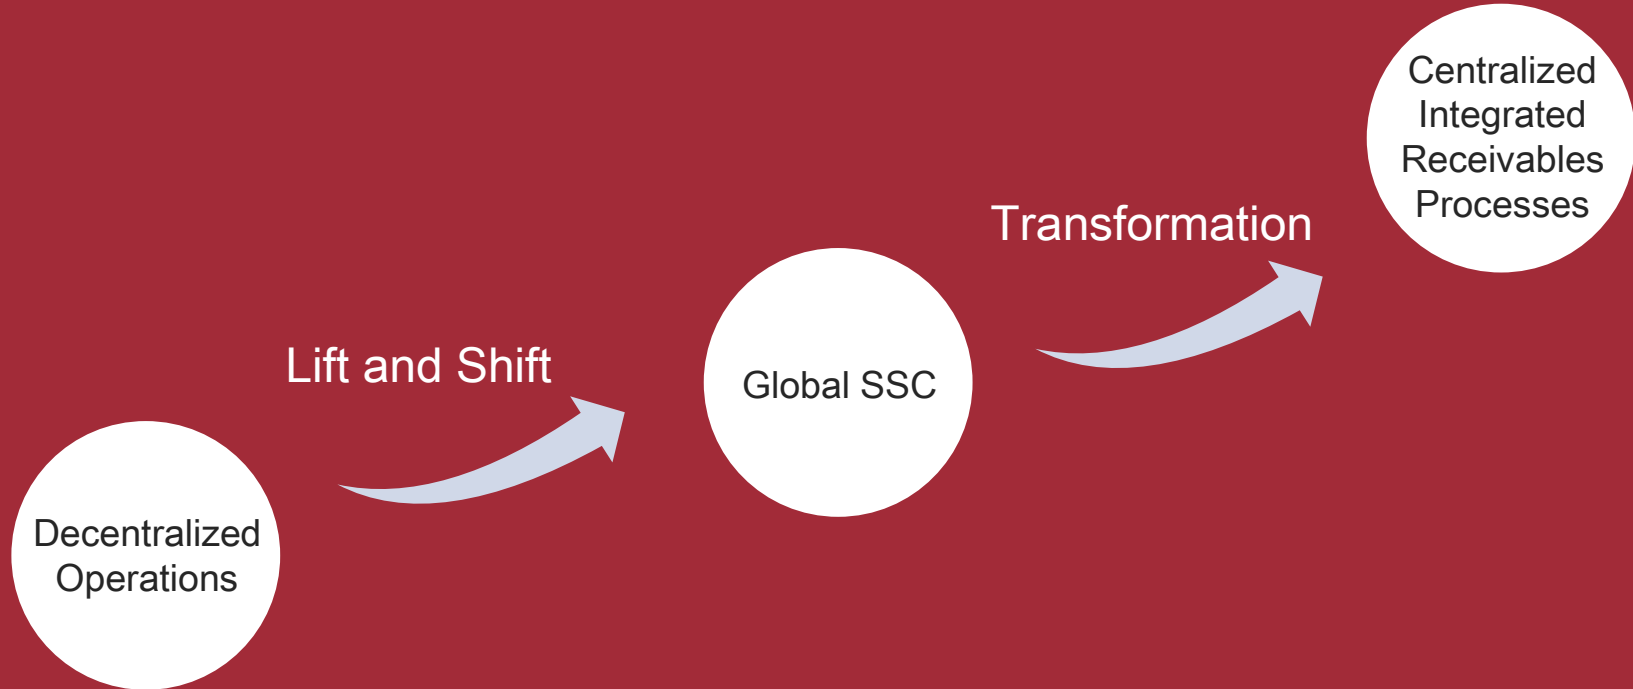 Decentralized
Operations
Lift and Shift
Global SSC
Transformation
Centralized
Integrated
Receivables
Processes